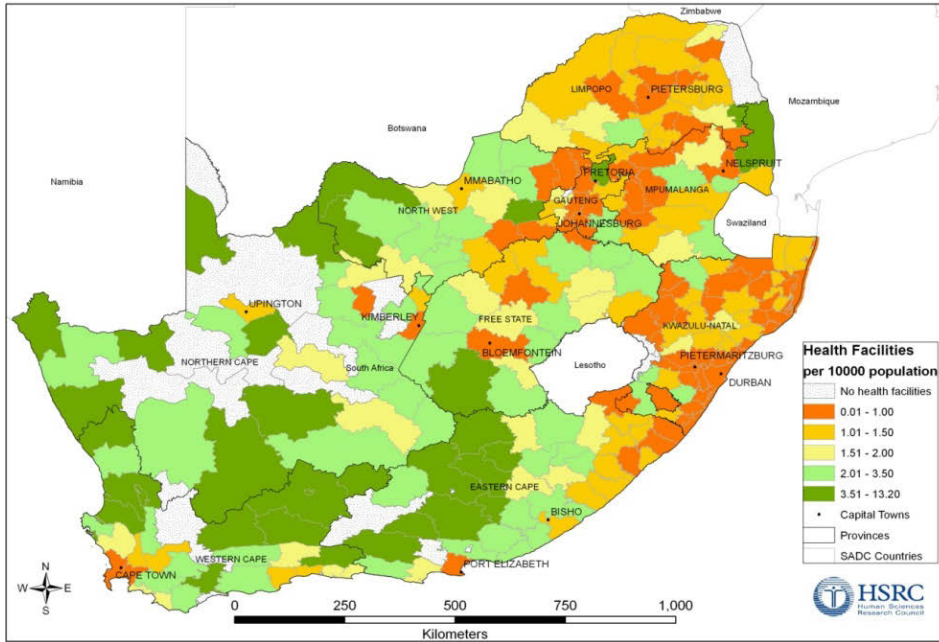 Zimbabwe
LIMPOPO
PIETERSBURG
Mozambique
Botswana
Namibia
NELSPRUIT
PRETORIA
MMABATHO
MPUMALANGA
GAUTENG
NORTH WEST
JOHANNESBURG
Swaziland
UPINGTON
KIMBERLEY
FREE STATE
KWAZULU-NATAL
BLOEMFONTEIN
PIETERMARITZBURG
NORTHERN CAPE
South Africa
Lesotho
DURBAN
EASTERN CAPE
BISHO
WESTERN CAPE
PORT ELIZABETH
CAPE TOWN
Health Facilities
per 10000 population
No health facilities
0.01 - 1.00
1.01 - 1.50
1.51 - 2.00
2.01 - 3.50
3.51 - 13.20
Capital Towns
Provinces
SADC Countries
N
W E
S
0 250 500 750 1,000
Kilometers
HSRC
Human Sciences
Research Council